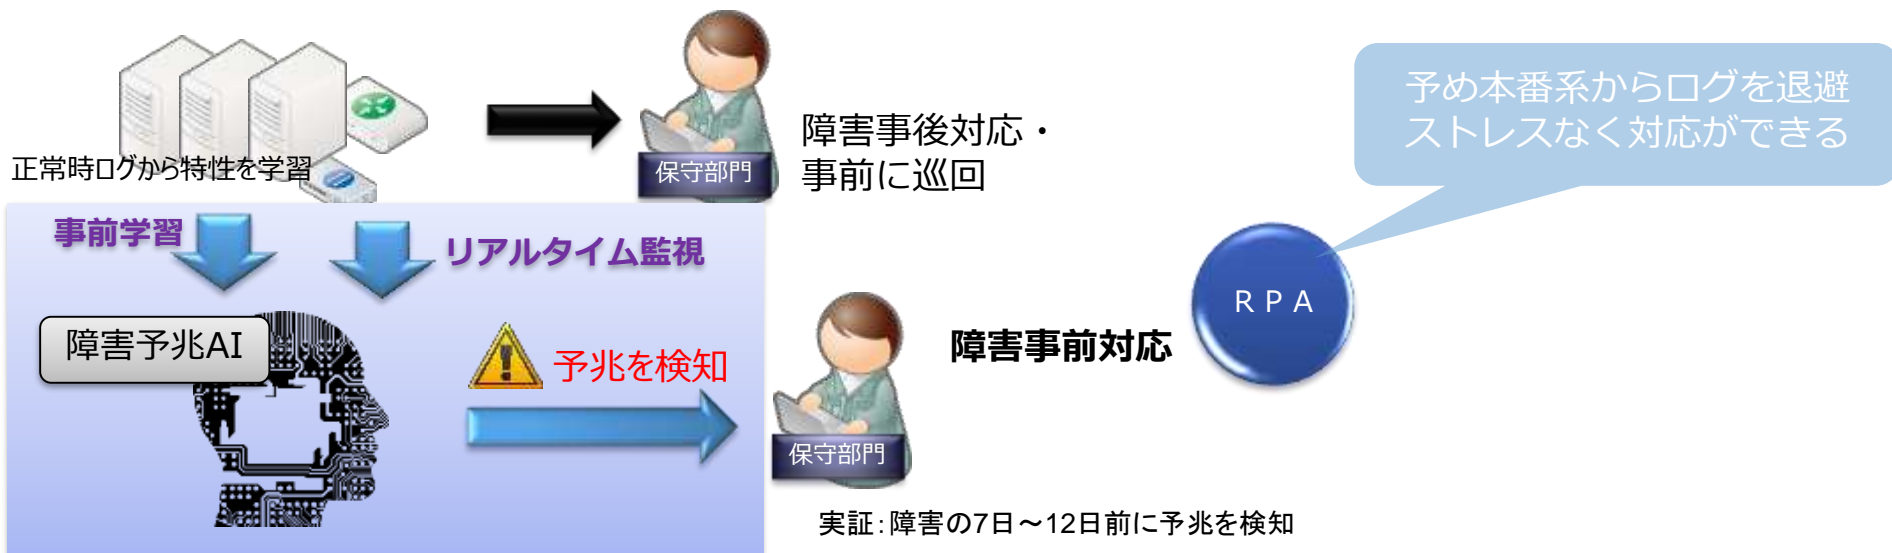 正常時ログから特性を学習
保守部門
障害事後対応・
事前に巡回
予め本番系からログを退避
ストレスなく対応ができる
事前学習
リアルタイム監視
障害予兆AI
予兆を検知
保守部門
障害事前対応
ＲＰＡ
実証：障害の7日～12日前に予兆を検知